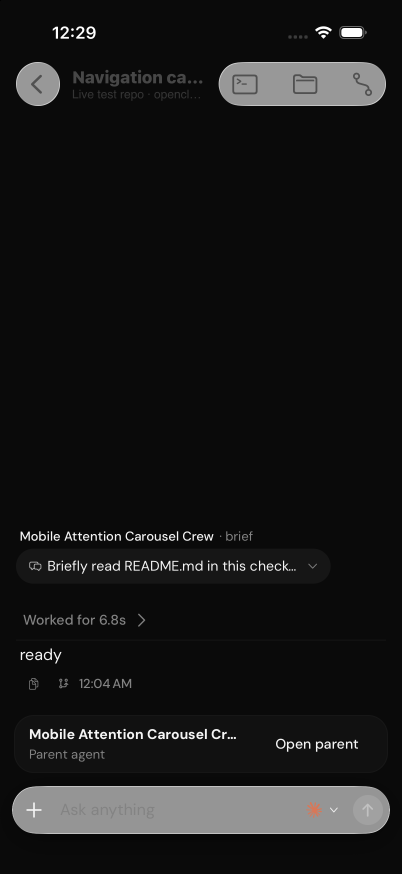 12:29
Navigation ca...
Live test repo · opencl...
Mobile Attention Carousel Crew · brief
Briefly read README.md in this check...
Worked for 6.8s
ready
12:04 AM
Mobile Attention Carousel Cr...
Open parent
Parent agent
Ask anything